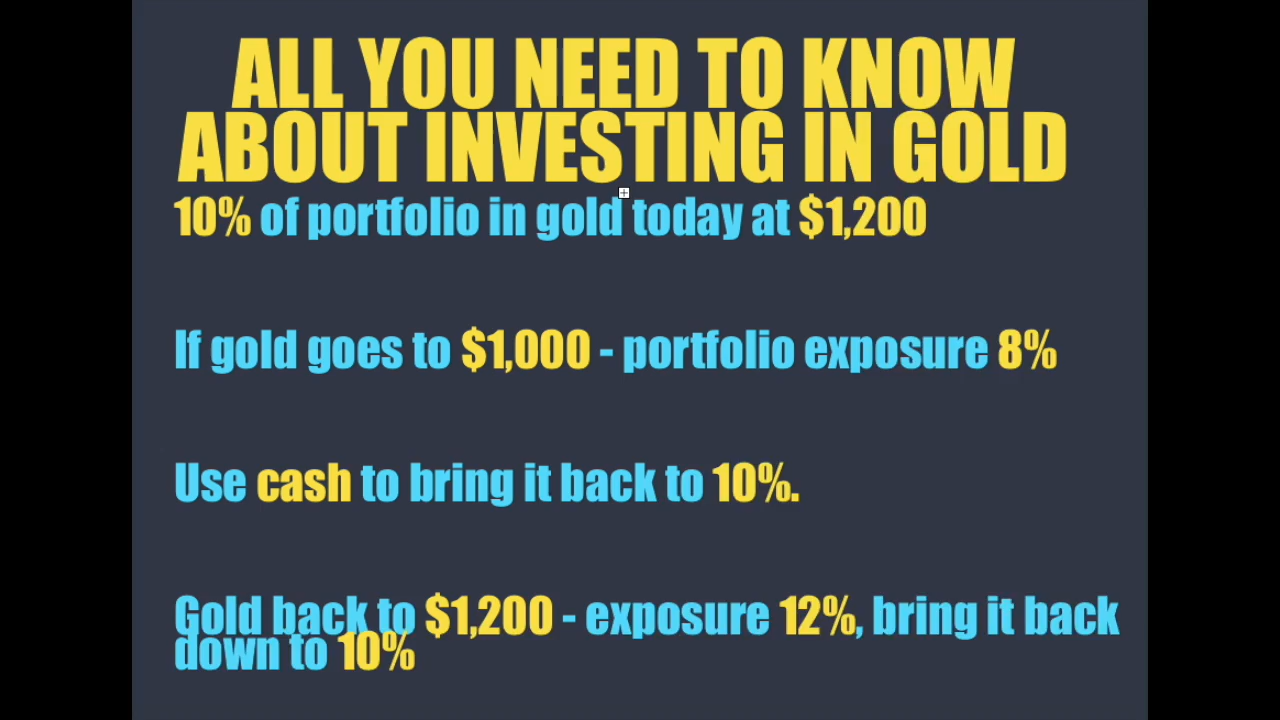 ALL YOU NEED TO KNOW
ABOUT INVESTING IN GOLD
10% of portfolio in gold today at $1,200
If gold goes to $1,000 - portfolio exposure 8%
Use cash to bring it back to 10%.
Gold back to $1,200 - exposure 12%, bring it back
down to 10%